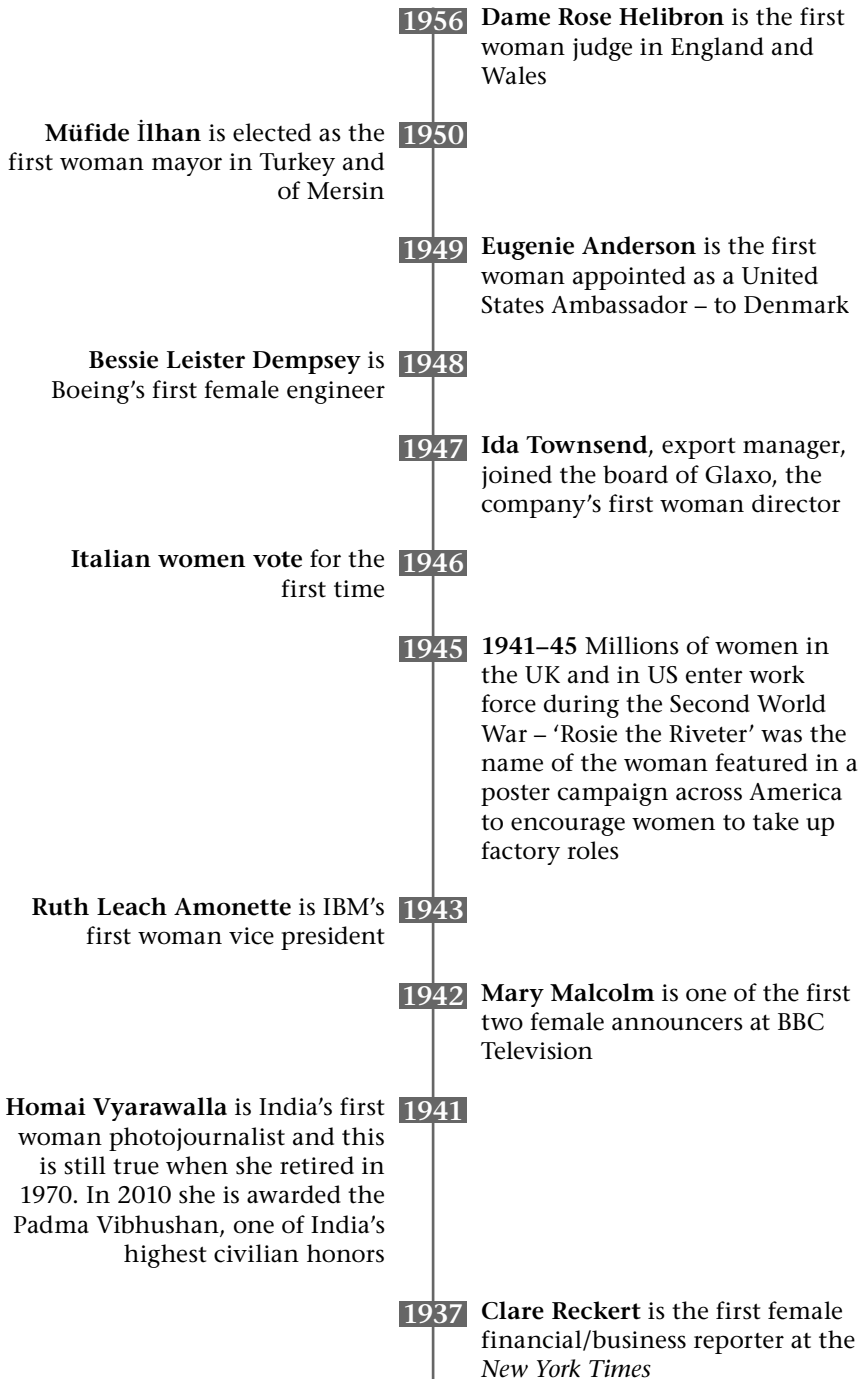 1956
Dame Rose Helibron is the first
woman judge in England and
Wales
Müfide İlhan is elected as the
first woman mayor in Turkey and
of Mersin
1950
1949
Eugenie Anderson is the first
woman appointed as a United
States Ambassador – to Denmark
Bessie Leister Dempsey is
Boeing's first female engineer
1948
1947
Ida Townsend, export manager,
joined the board of Glaxo, the
company's first woman director
Italian women vote for the
first time
1946
1945
1941–45 Millions of women in
the UK and in US enter work
force during the Second World
War – 'Rosie the Riveter' was the
name of the woman featured in a
poster campaign across America
to encourage women to take up
factory roles
Ruth Leach Amonette is IBM's
first woman vice president
1943
1942
Mary Malcolm is one of the first
two female announcers at BBC
Television
Homai Vyarawalla is India's first
woman photojournalist and this
is still true when she retired in
1970. In 2010 she is awarded the
Padma Vibhushan, one of India's
highest civilian honors
1941
1937
Clare Reckert is the first female
financial/business reporter at the
New York Times